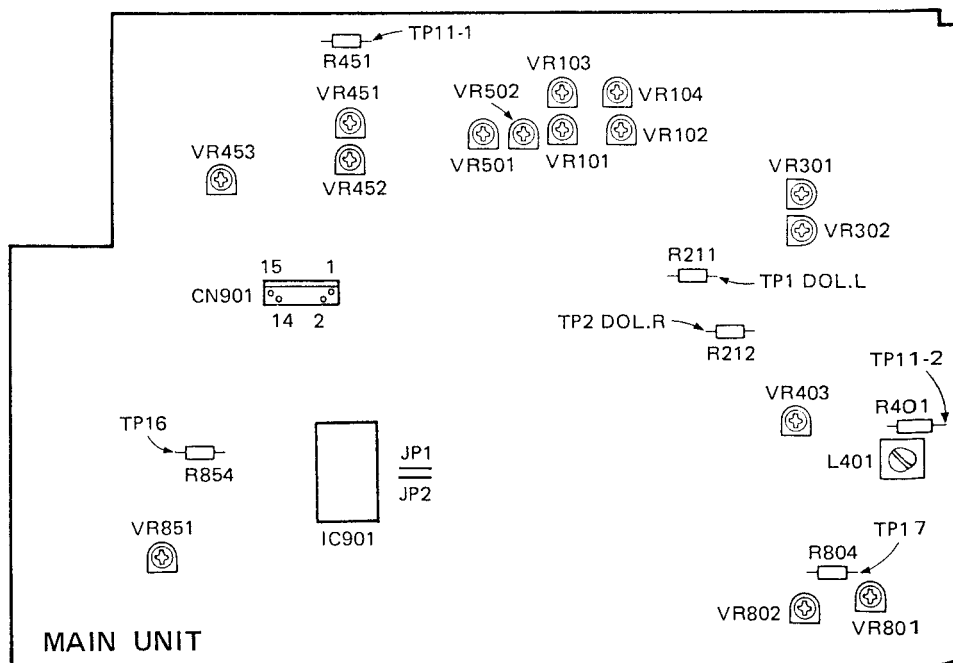 TP11-1
R451
VR103
VR451
VR502
VR104
VR102
VR453
VR501
VR101
VR452
VR301
VR302
R211
15 1
CN901
TP1 DOL.L
14 2
TP2 DOL.R
R212
TP11-2
VR403
R401
TP16
JP1
L401
R854
JP2
VR851
IC901
TP17
R804
VR802
VR801
MAIN UNIT